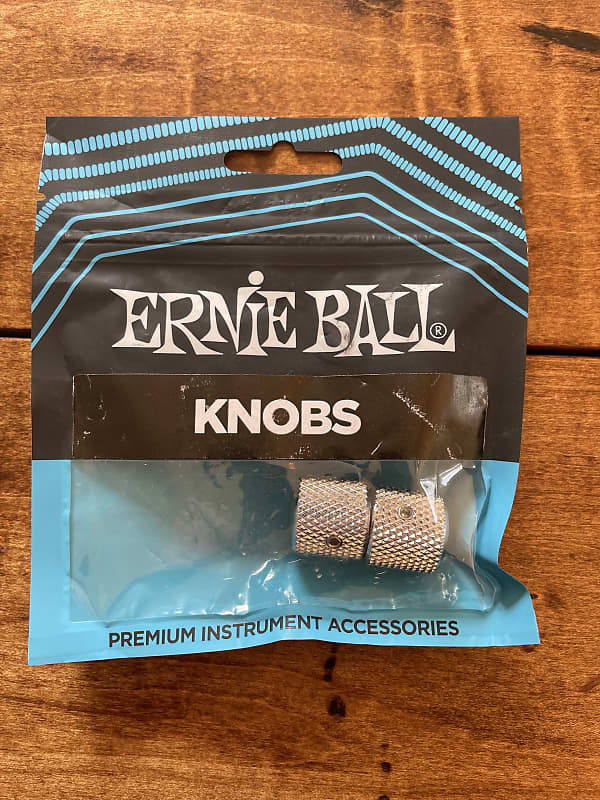 ERNIE BALL®
KNOBS
PREMIUM INSTRUMENT ACCESSORIES